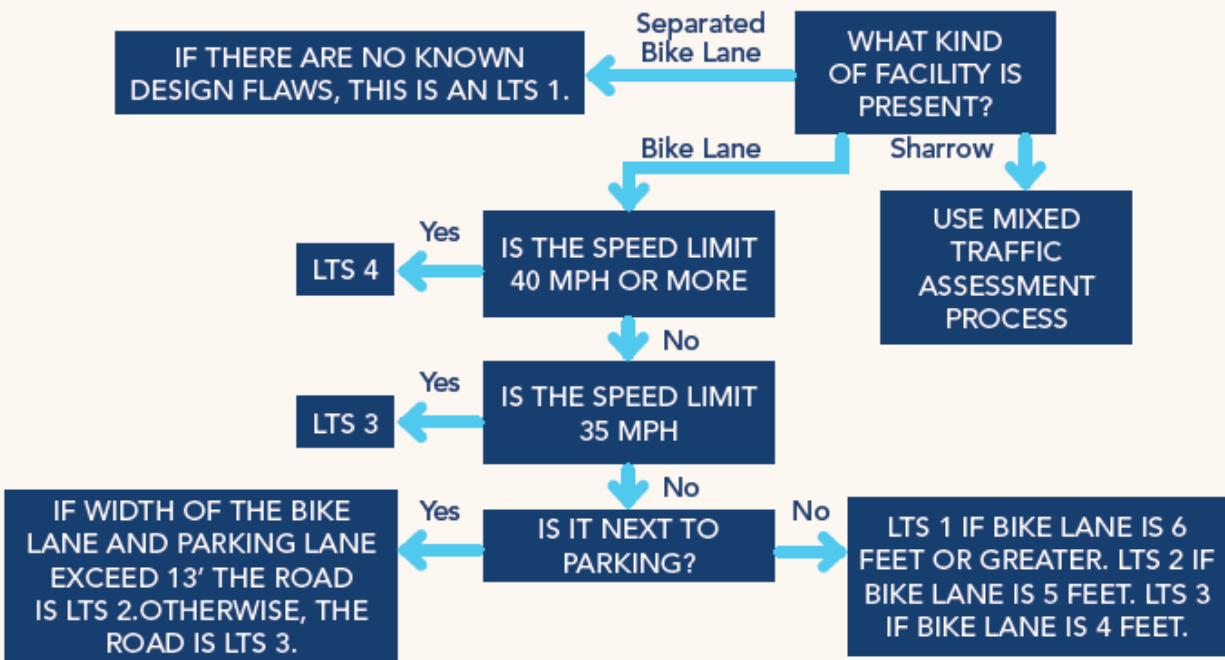 Separated
Bike Lane
WHAT KIND
OF FACILITY IS
PRESENT?
IF THERE ARE NO KNOWN
DESIGN FLAWS, THIS IS AN LTS 1.
Bike Lane
Sharrow
USE MIXED
TRAFFIC
ASSESSMENT
PROCESS
IS THE SPEED LIMIT
40 MPH OR MORE
Yes
LTS 4
No
IS THE SPEED LIMIT
35 MPH
Yes
LTS 3
No
IS IT NEXT TO
PARKING?
Yes
IF WIDTH OF THE BIKE
LANE AND PARKING LANE
EXCEED 13’ THE ROAD
IS LTS 2.OTHERWISE, THE
ROAD IS LTS 3.
No
LTS 1 IF BIKE LANE IS 6
FEET OR GREATER. LTS 2 IF
BIKE LANE IS 5 FEET. LTS 3
IF BIKE LANE IS 4 FEET.